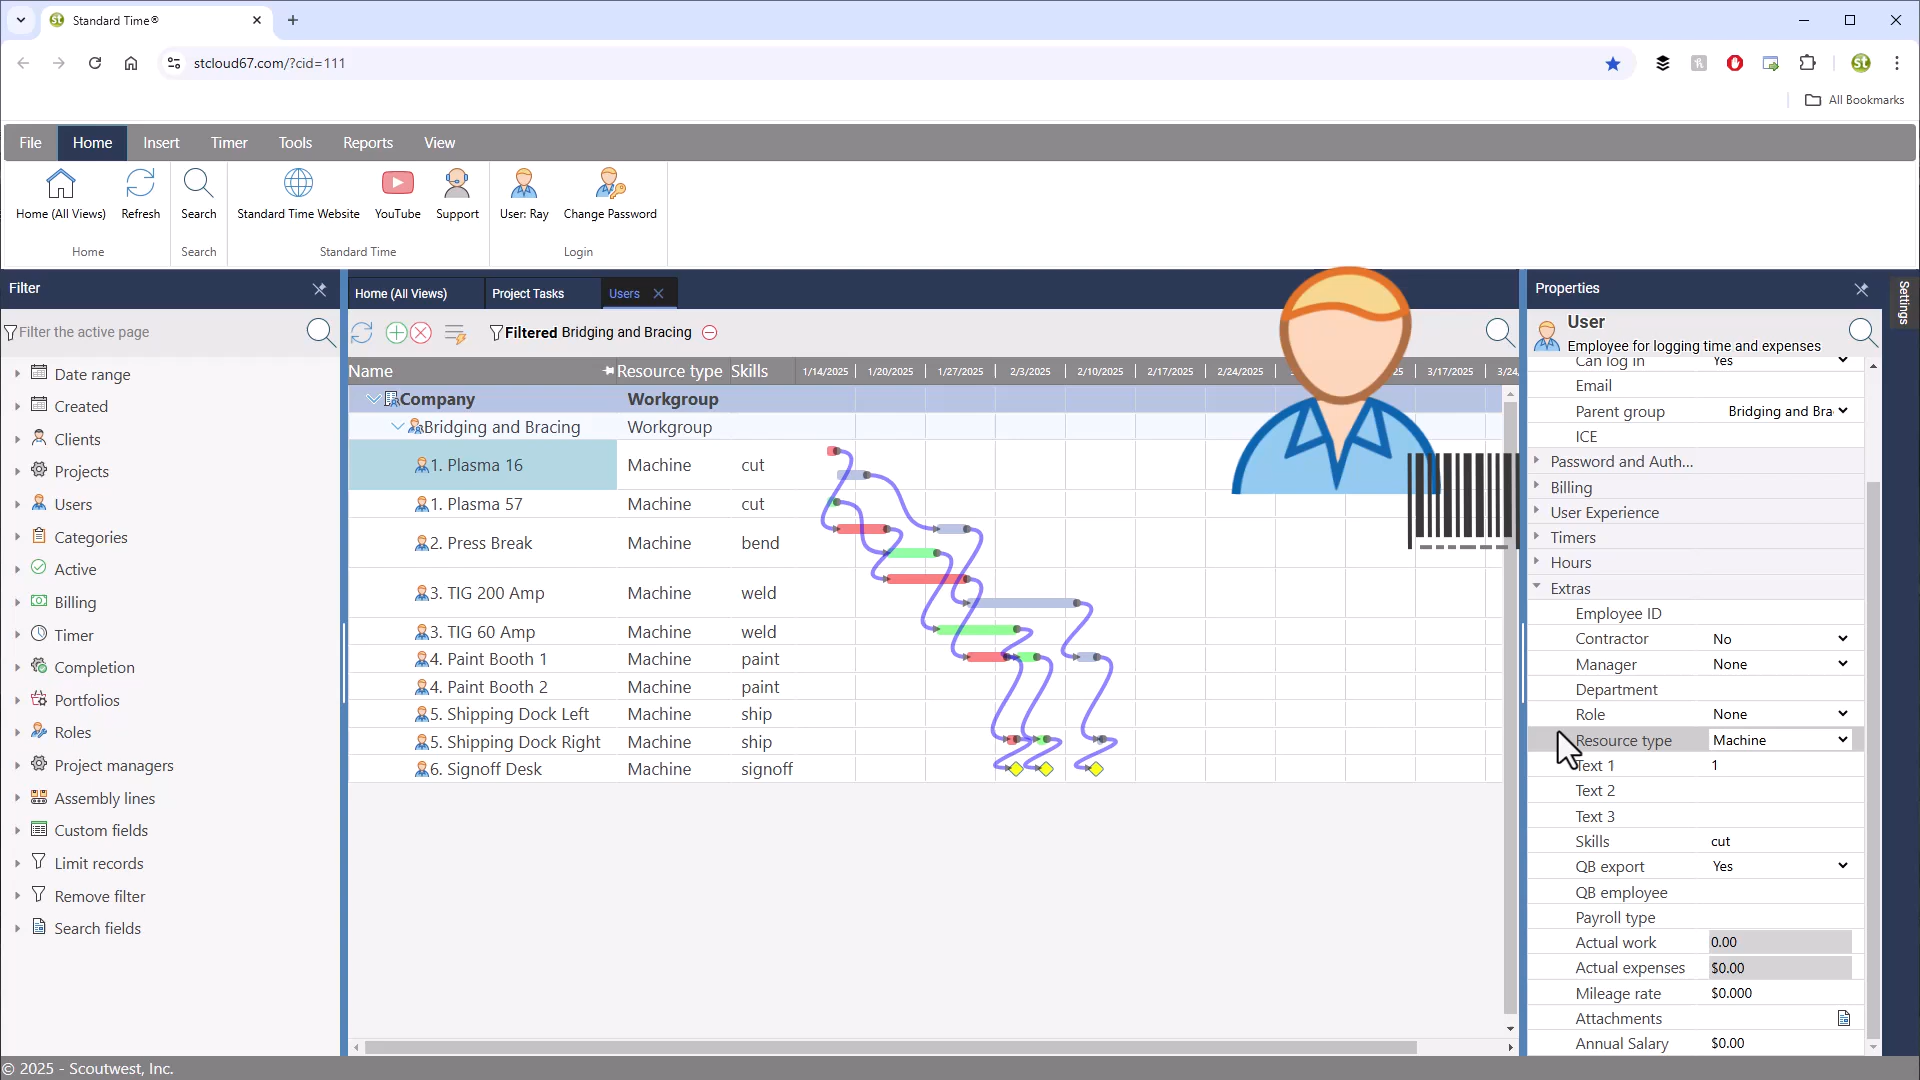 Standard Time®
stcloud67.com/?cid=111
All Bookmarks
File Home Insert Timer Tools Reports View
Home (All Views) Refresh Search Standard Time Website YouTube Support User: Ray Change Password
Home Search Standard Time Login
Filter
Filter the active page
Date range
Created
Clients
Projects
Users
Categories
Active
Billing
Timer
Completion
Portfolios
Roles
Project managers
Assembly lines
Custom fields
Limit records
Remove filter
Search fields
Home (All Views) Project Tasks Users
Filtered Bridging and Bracing
Name Resource type Skills 1/14/2025 1/20/2025 1/27/2025 2/3/2025 2/10/2025 2/17/2025 2/24/2025 3/17/2025 3/24,
Company Workgroup
Bridging and Bracing Workgroup
1. Plasma 16 Machine cut
1. Plasma 57 Machine cut
2. Press Break Machine bend
3. TIG 200 Amp Machine weld
3. TIG 60 Amp Machine weld
4. Paint Booth 1 Machine paint
4. Paint Booth 2 Machine paint
5. Shipping Dock Left Machine ship
5. Shipping Dock Right Machine ship
6. Signoff Desk Machine signoff
Properties
Settings
User
Employee for logging time and expenses
Can log in Yes
Email
Parent group Bridging and Bra
ICE
Password and Auth...
Billing
User Experience
Timers
Hours
Extras
Employee ID
Contractor No
Manager None
Department
Role None
Resource type Machine
Text 1 1
Text 2
Text 3
Skills cut
QB export Yes
QB employee
Payroll type
Actual work 0.00
Actual expenses $0.00
Mileage rate $0.000
Attachments
Annual Salary $0.00
© 2025 - Scoutwest, Inc.